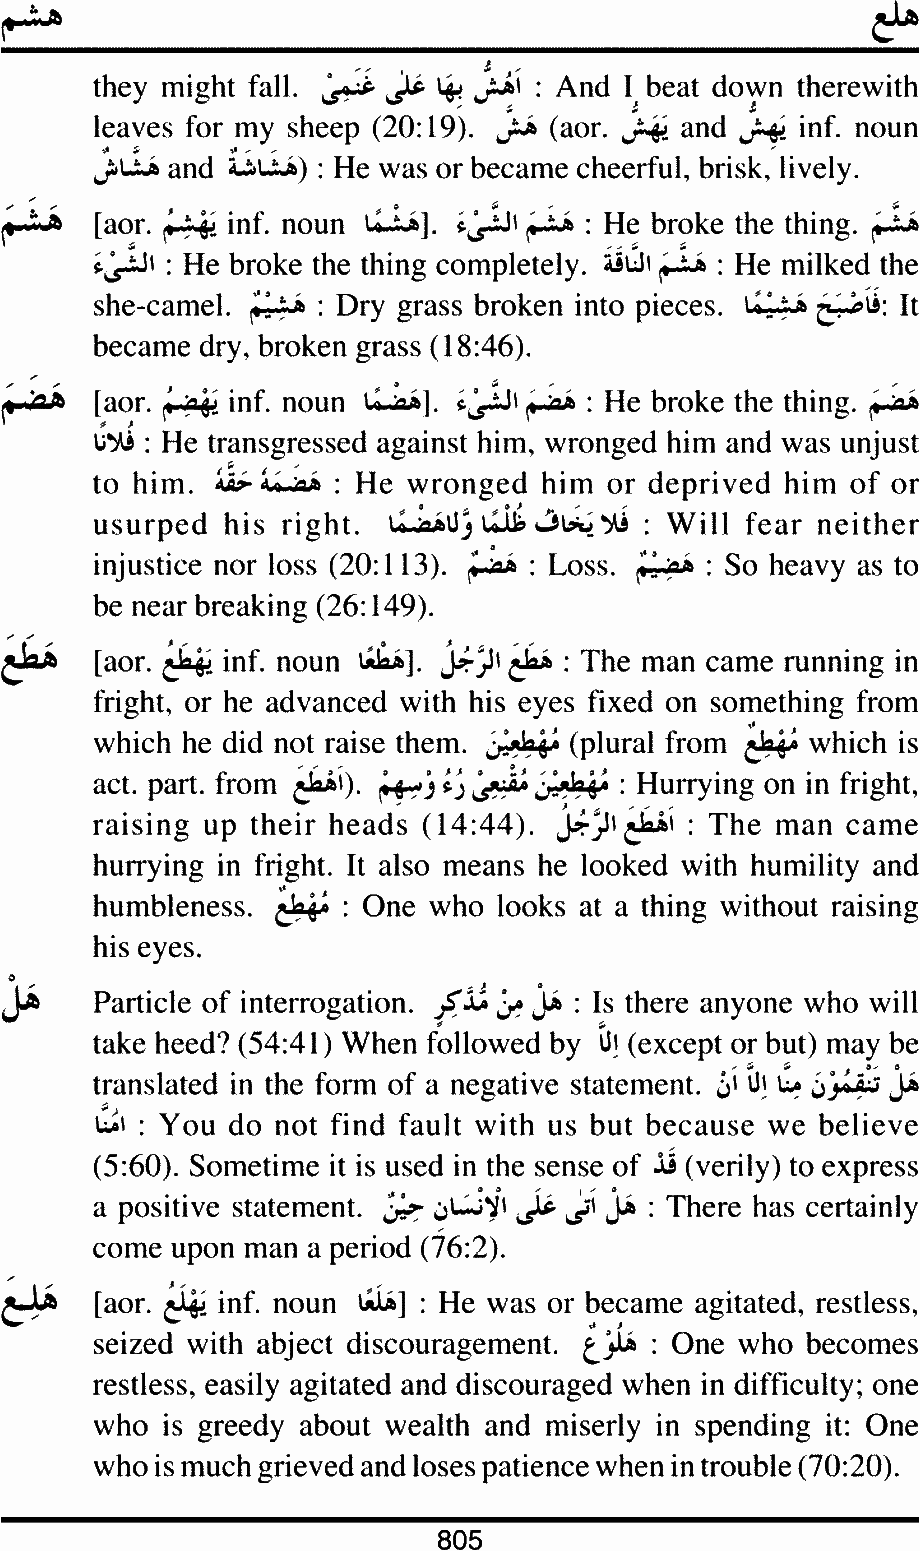 هشم هلع
they might fall. اَهُشُّ بِهَا عَلٰی غَنَمِیْ : And I beat down therewith
leaves for my sheep (20:19). هَشَّ (aor. يَهَشُّ and يَهِشُّ inf. noun
هَشَاشٌ and هَشَاشَةٌ) : He was or became cheerful, brisk, lively.
هَشَمَ [aor. يَهْشِمُ inf. noun هَشْمًا]. هَشَمَ الشَّیْءَ : He broke the thing. هَشَّمَ
الشَّیْءَ : He broke the thing completely. هَشَّمَ النَّاقَةَ : He milked the
she-camel. هَشِيْمٌ : Dry grass broken into pieces. فَاَصْبَحَ هَشِيْمًا: It
became dry, broken grass (18:46).
هَضَمَ [aor. يَهْضِمُ inf. noun هَضْمًا]. هَضَمَ الشَّیْءَ : He broke the thing. هَضَمَ
فُلَانًا : He transgressed against him, wronged him and was unjust
to him. هَضَمَهُ حَقَّهُ : He wronged him or deprived him of or
usurped his right. فَلَا يَخَافُ ظُلْمًا وَّلَاهَضْمًا : Will fear neither
injustice nor loss (20:113). هَضْمٌ : Loss. هَضِيْمٌ : So heavy as to
be near breaking (26:149).
هَطَعَ [aor. يَهْطَعُ inf. noun هَطْعًا]. هَطَعَ الرَّجُلُ : The man came running in
fright, or he advanced with his eyes fixed on something from
which he did not raise them. مُهْطِعِيْنَ (plural from مُهْطِعٌ which is
act. part. from اَهْطَعَ). مُهْطِعِيْنَ مُقْنِعِیْ رُءُ وْسِهِمْ : Hurrying on in fright,
raising up their heads (14:44). اَهْطَعَ الرَّجُلُ : The man came
hurrying in fright. It also means he looked with humility and
humbleness. مُهْطِعٌ : One who looks at a thing without raising
his eyes.
هَلْ Particle of interrogation. هَلْ مِنْ مُّدَّكِرٍ : Is there anyone who will
take heed? (54:41) When followed by اِلَّا (except or but) may be
translated in the form of a negative statement. هَلْ تَنْقِمُوْنَ مِنَّا اِلَّا اَنْ
اٰمَنَّا : You do not find fault with us but because we believe
(5:60). Sometime it is used in the sense of قَدْ (verily) to express
a positive statement. هَلْ اَتٰی عَلَی الْاِنْسَانِ حِيْنٌ : There has certainly
come upon man a period (76:2).
هَلِعَ [aor. يَهْلَعُ inf. noun هَلَعًا] : He was or became agitated, restless,
seized with abject discouragement. هَلُوْعٌ : One who becomes
restless, easily agitated and discouraged when in difficulty; one
who is greedy about wealth and miserly in spending it: One
who is much grieved and loses patience when in trouble (70:20).
805